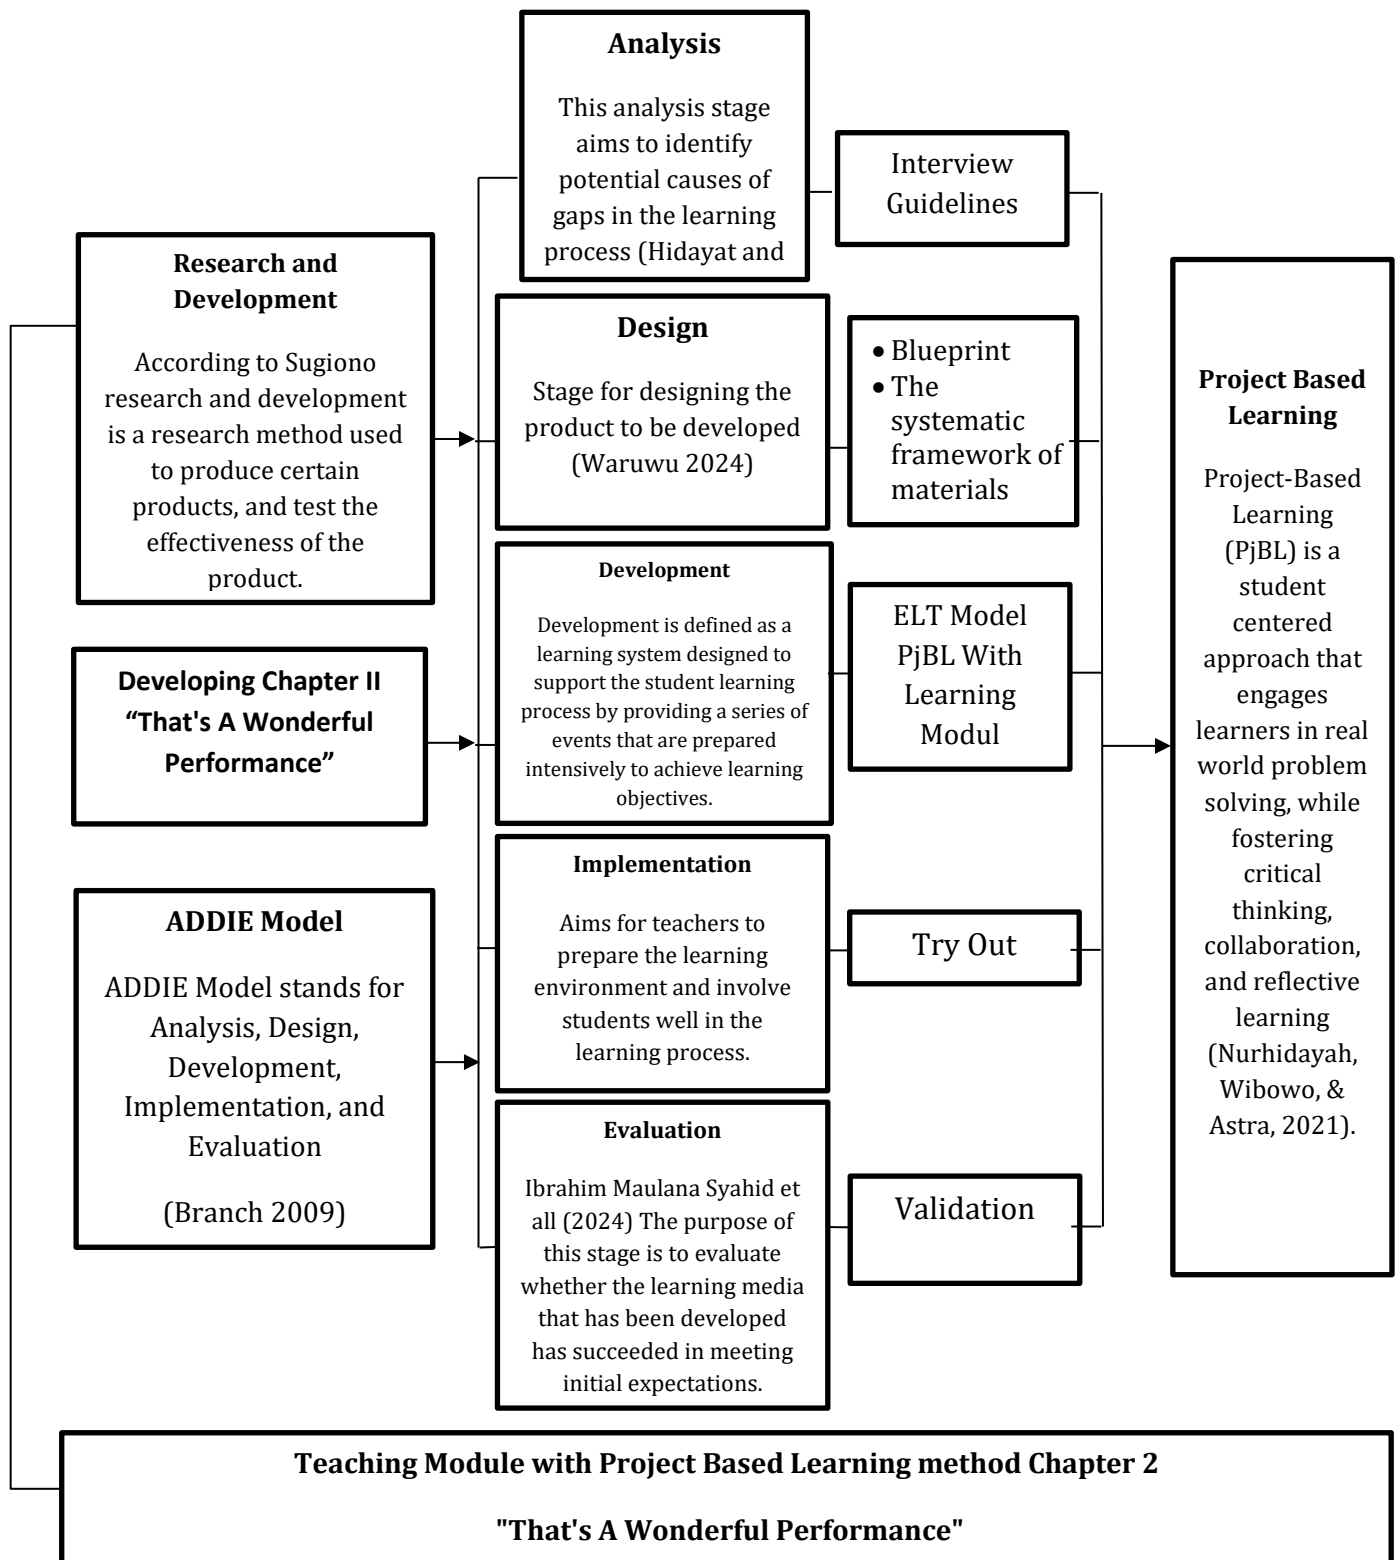 Research and
Development
According to Sugiono
research and development
is a research method used
to produce certain
products, and test the
effectiveness of the
product.
Developing Chapter II
“That's A Wonderful
Performance”
ADDIE Model
ADDIE Model stands for
Analysis, Design,
Development,
Implementation, and
Evaluation
(Branch 2009)
Analysis
This analysis stage
aims to identify
potential causes of
gaps in the learning
process (Hidayat and
Design
Stage for designing the
product to be developed
(Waruwu 2024)
Development
Development is defined as a
learning system designed to
support the student learning
process by providing a series of
events that are prepared
intensively to achieve learning
objectives.
Implementation
Aims for teachers to
prepare the learning
environment and involve
students well in the
learning process.
Evaluation
Ibrahim Maulana Syahid et
all (2024) The purpose of
this stage is to evaluate
whether the learning media
that has been developed
has succeeded in meeting
initial expectations.
Interview
Guidelines
• Blueprint
• The
systematic
framework of
materials
ELT Model
PjBL With
Learning
Modul
Try Out
Validation
Project Based
Learning
Project-Based
Learning
(PjBL) is a
student
centered
approach that
engages
learners in real
world problem
solving, while
fostering
critical
thinking,
collaboration,
and reflective
learning
(Nurhidayah,
Wibowo, &
Astra, 2021).
Teaching Module with Project Based Learning method Chapter 2
"That's A Wonderful Performance"